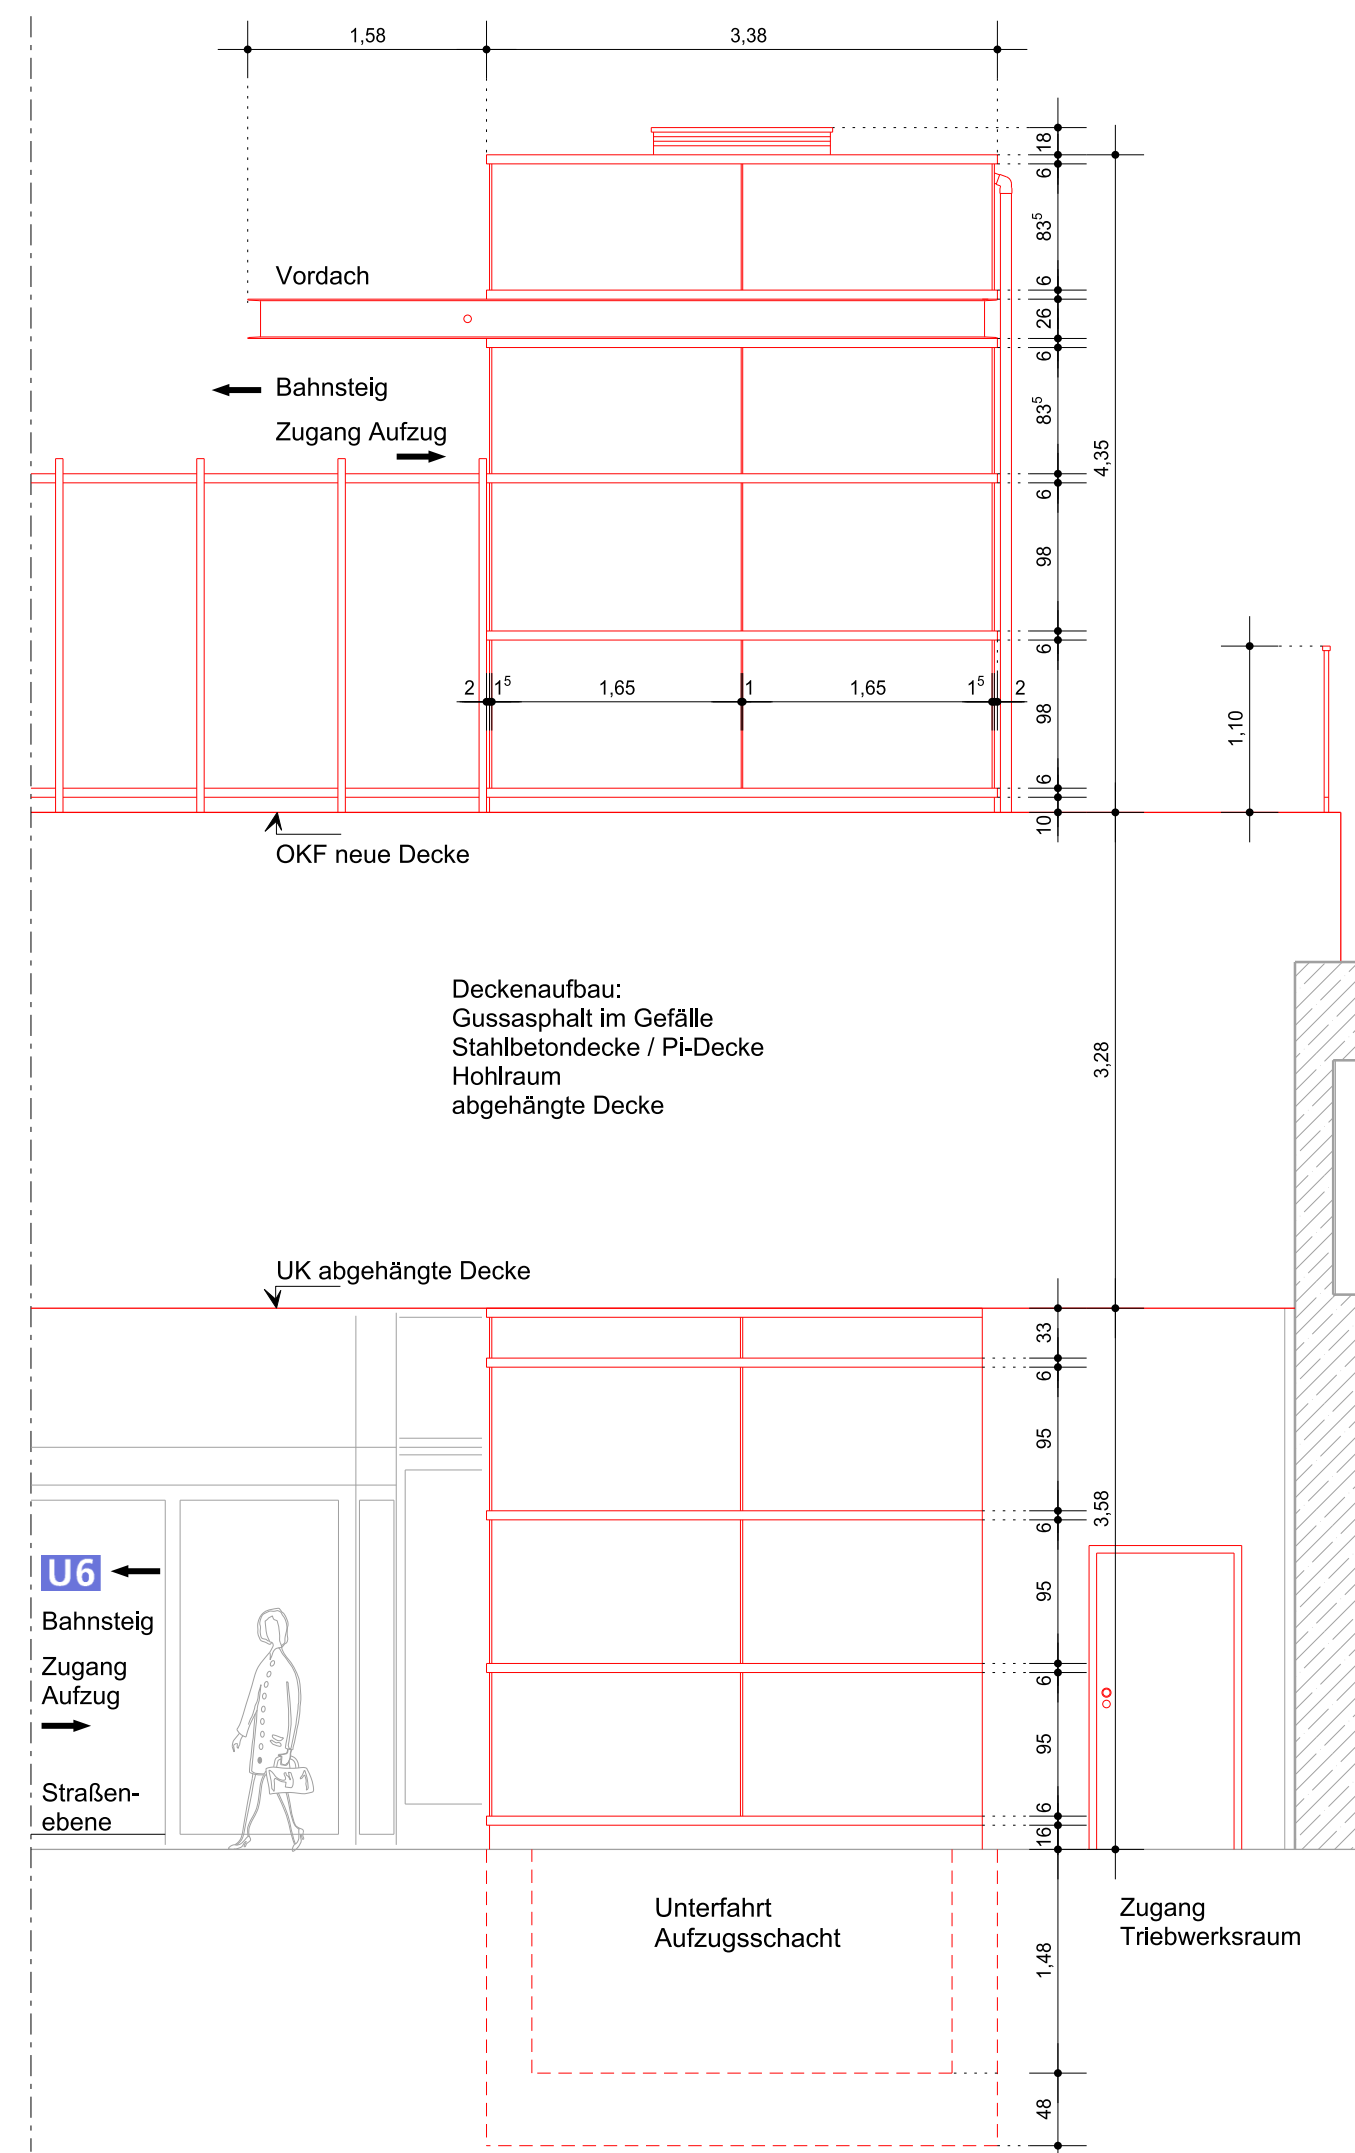 1,58
3,38
18
6
83⁵
Vordach
6
26
6
Bahnsteig
83⁵
Zugang Aufzug
4,35
6
98
6
2 1⁵ 1,65 1 1,65 1⁵ 2
98
1,10
6
10
OKF neue Decke
Deckenaufbau:
Gussasphalt im Gefälle
Stahlbetondecke / Pi-Decke
Hohlraum
abgehängte Decke
3,28
UK abgehängte Decke
33
6
95
3,58
6
U6
95
Bahnsteig
Zugang
Aufzug
6
95
Straßen-
ebene
6
16
Unterfahrt
Aufzugsschacht
Zugang
Triebwerksraum
1,48
48